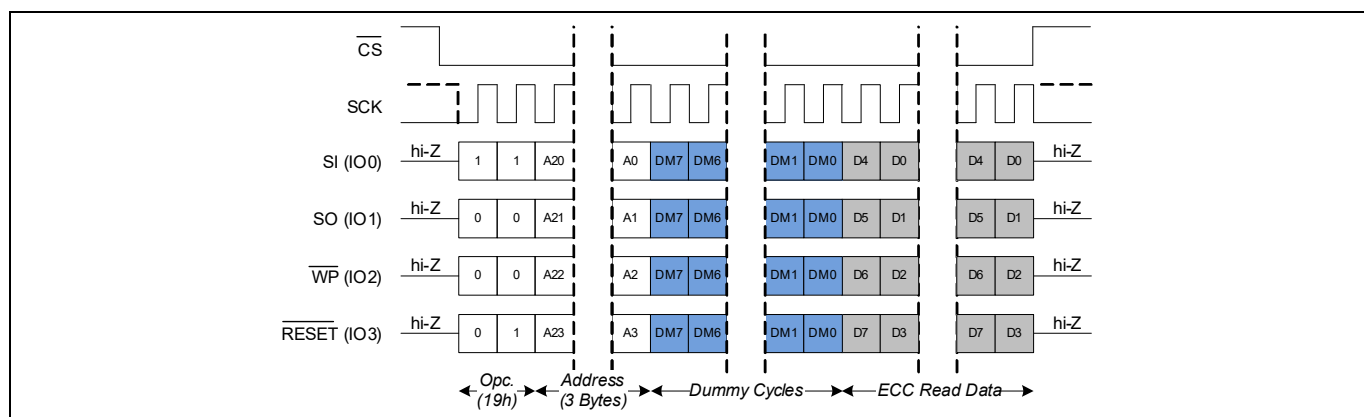 CS
SCK
SI (IO0) hi-Z 1 1 A20 A0 DM7 DM6 DM1 DM0 D4 D0 D4 D0 hi-Z
SO (IO1) hi-Z 0 0 A21 A1 DM7 DM6 DM1 DM0 D5 D1 D5 D1 hi-Z
WP (IO2) hi-Z 0 0 A22 A2 DM7 DM6 DM1 DM0 D6 D2 D6 D2 hi-Z
RESET (IO3) hi-Z 0 1 A23 A3 DM7 DM6 DM1 DM0 D7 D3 D7 D3 hi-Z
Opc. Address Dummy Cycles ECC Read Data
(19h) (3 Bytes)